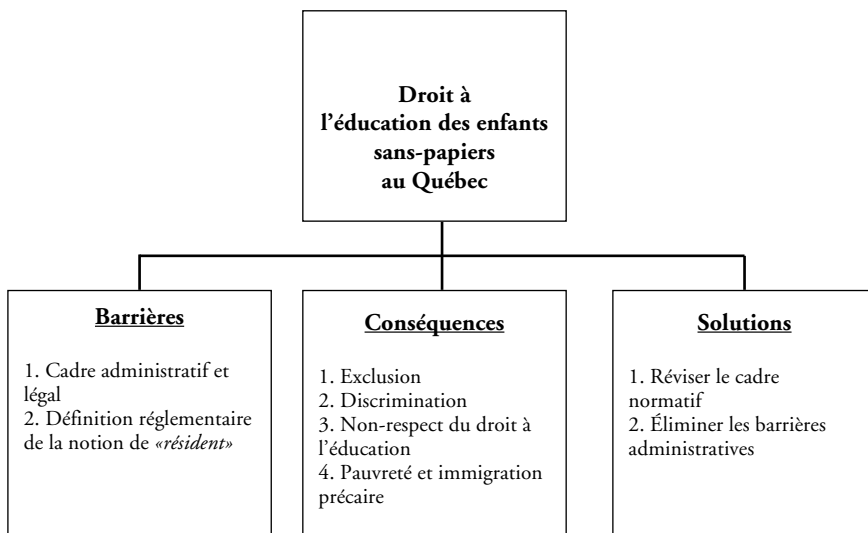 Droit à
l’éducation des enfants
sans-papiers
au Québec
Barrières
1. Cadre administratif et
légal
2. Définition réglementaire
de la notion de «résident»
Conséquences
1. Exclusion
2. Discrimination
3. Non-respect du droit à
l’éducation
4. Pauvreté et immigration
précaire
Solutions
1. Réviser le cadre
normatif
2. Éliminer les barrières
administratives